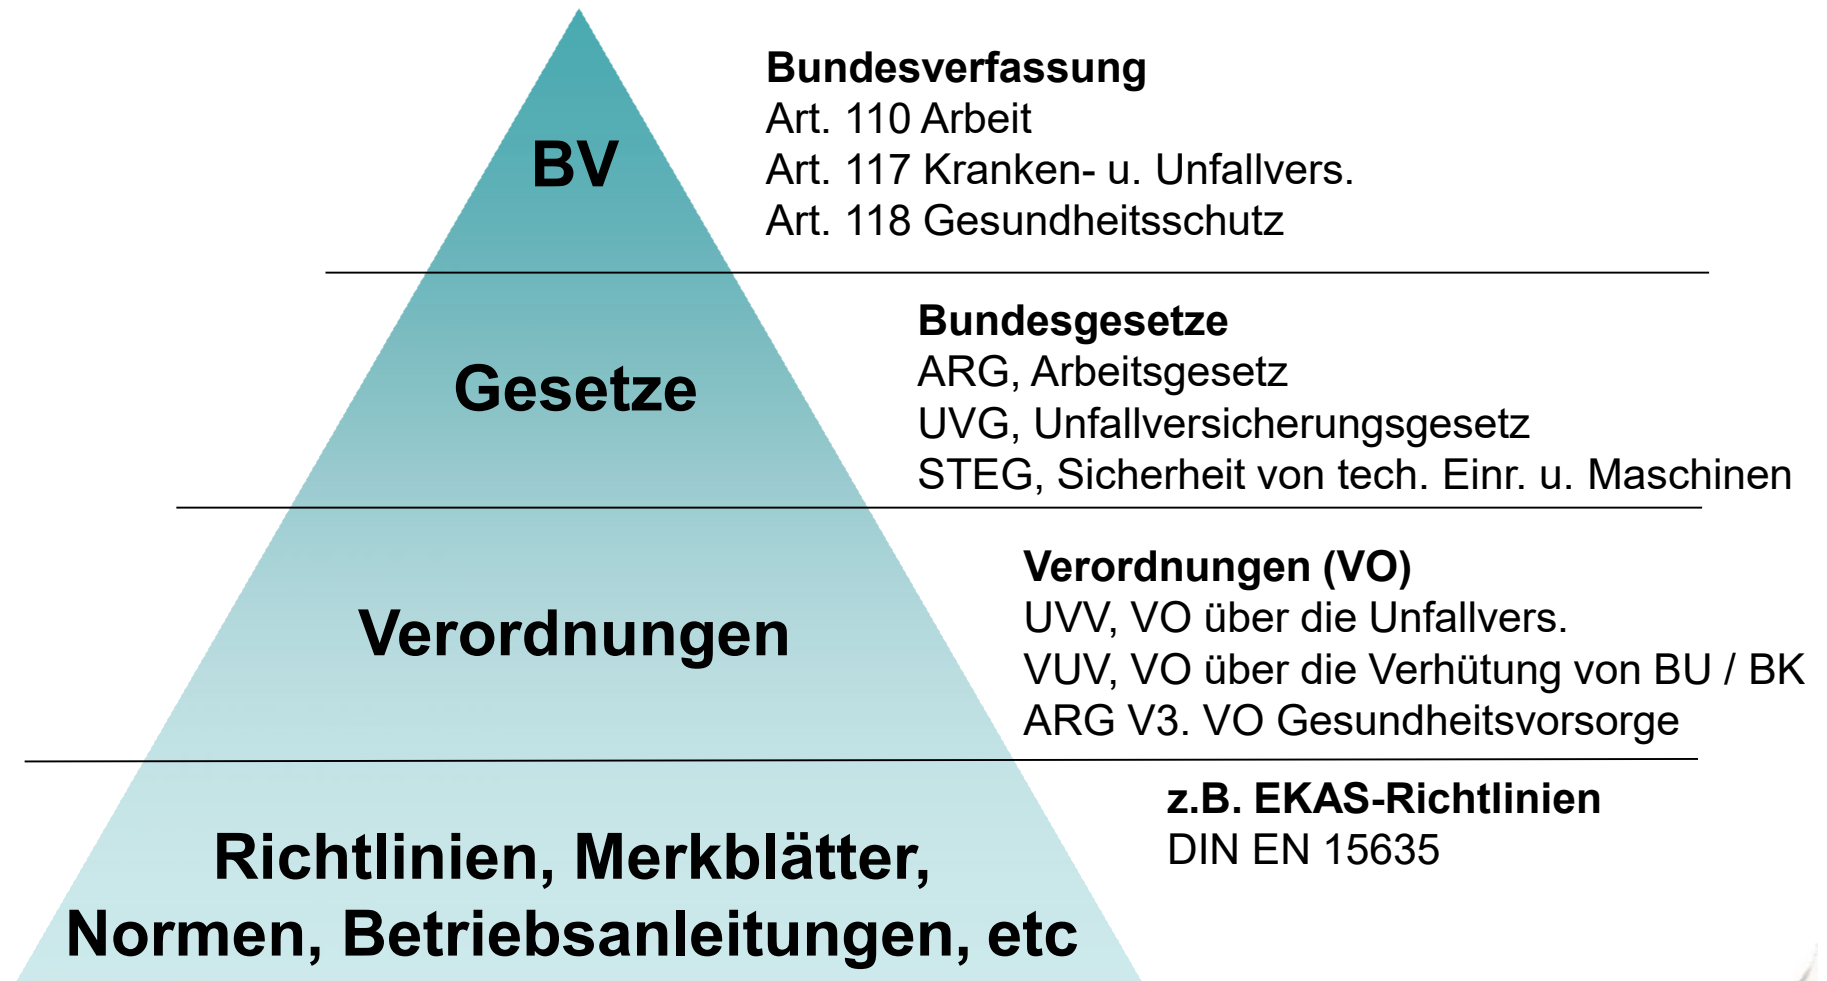 BV
Bundesverfassung
Art. 110 Arbeit
Art. 117 Kranken- u. Unfallvers.
Art. 118 Gesundheitsschutz
Gesetze
Bundesgesetze
ARG, Arbeitsgesetz
UVG, Unfallversicherungsgesetz
STEG, Sicherheit von tech. Einr. u. Maschinen
Verordnungen
Verordnungen (VO)
UVV, VO über die Unfallvers.
VUV, VO über die Verhütung von BU / BK
ARG V3. VO Gesundheitsvorsorge
Richtlinien, Merkblätter,
Normen, Betriebsanleitungen, etc
z.B. EKAS-Richtlinien
DIN EN 15635